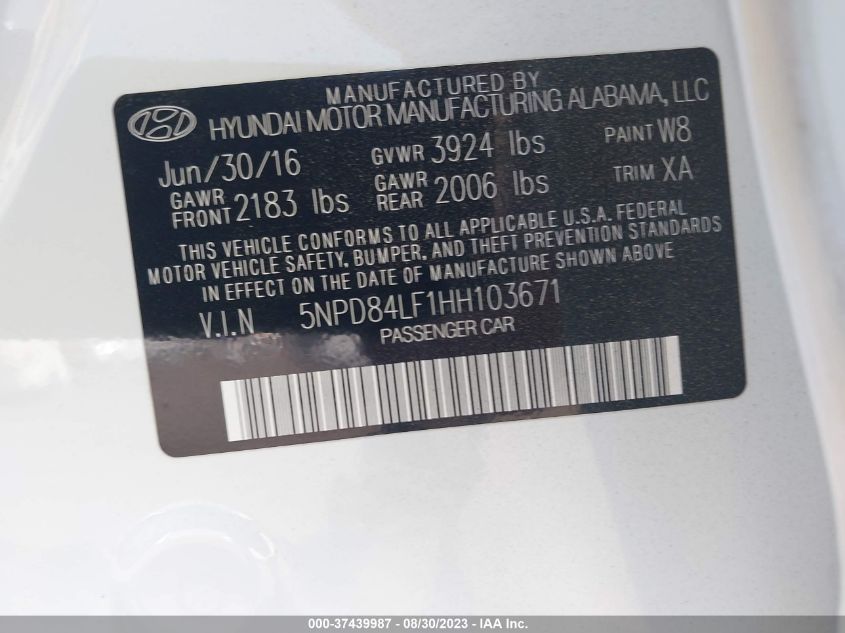 MANUFACTURED BY
HYUNDAI MOTOR MANUFACTURING ALABAMA, LLC
Jun/30/16 GVWR 3924 lbs PAINT W8
GAWR FRONT 2183 lbs GAWR REAR 2006 lbs TRIM XA
THIS VEHICLE CONFORMS TO ALL APPLICABLE U.S.A. FEDERAL
MOTOR VEHICLE SAFETY, BUMPER, AND THEFT PREVENTION STANDARDS
IN EFFECT ON THE DATE OF MANUFACTURE SHOWN ABOVE
V.I.N 5NPD84LF1HH103671
PASSENGER CAR
000-37439987 - 08/30/2023 - IAA Inc.